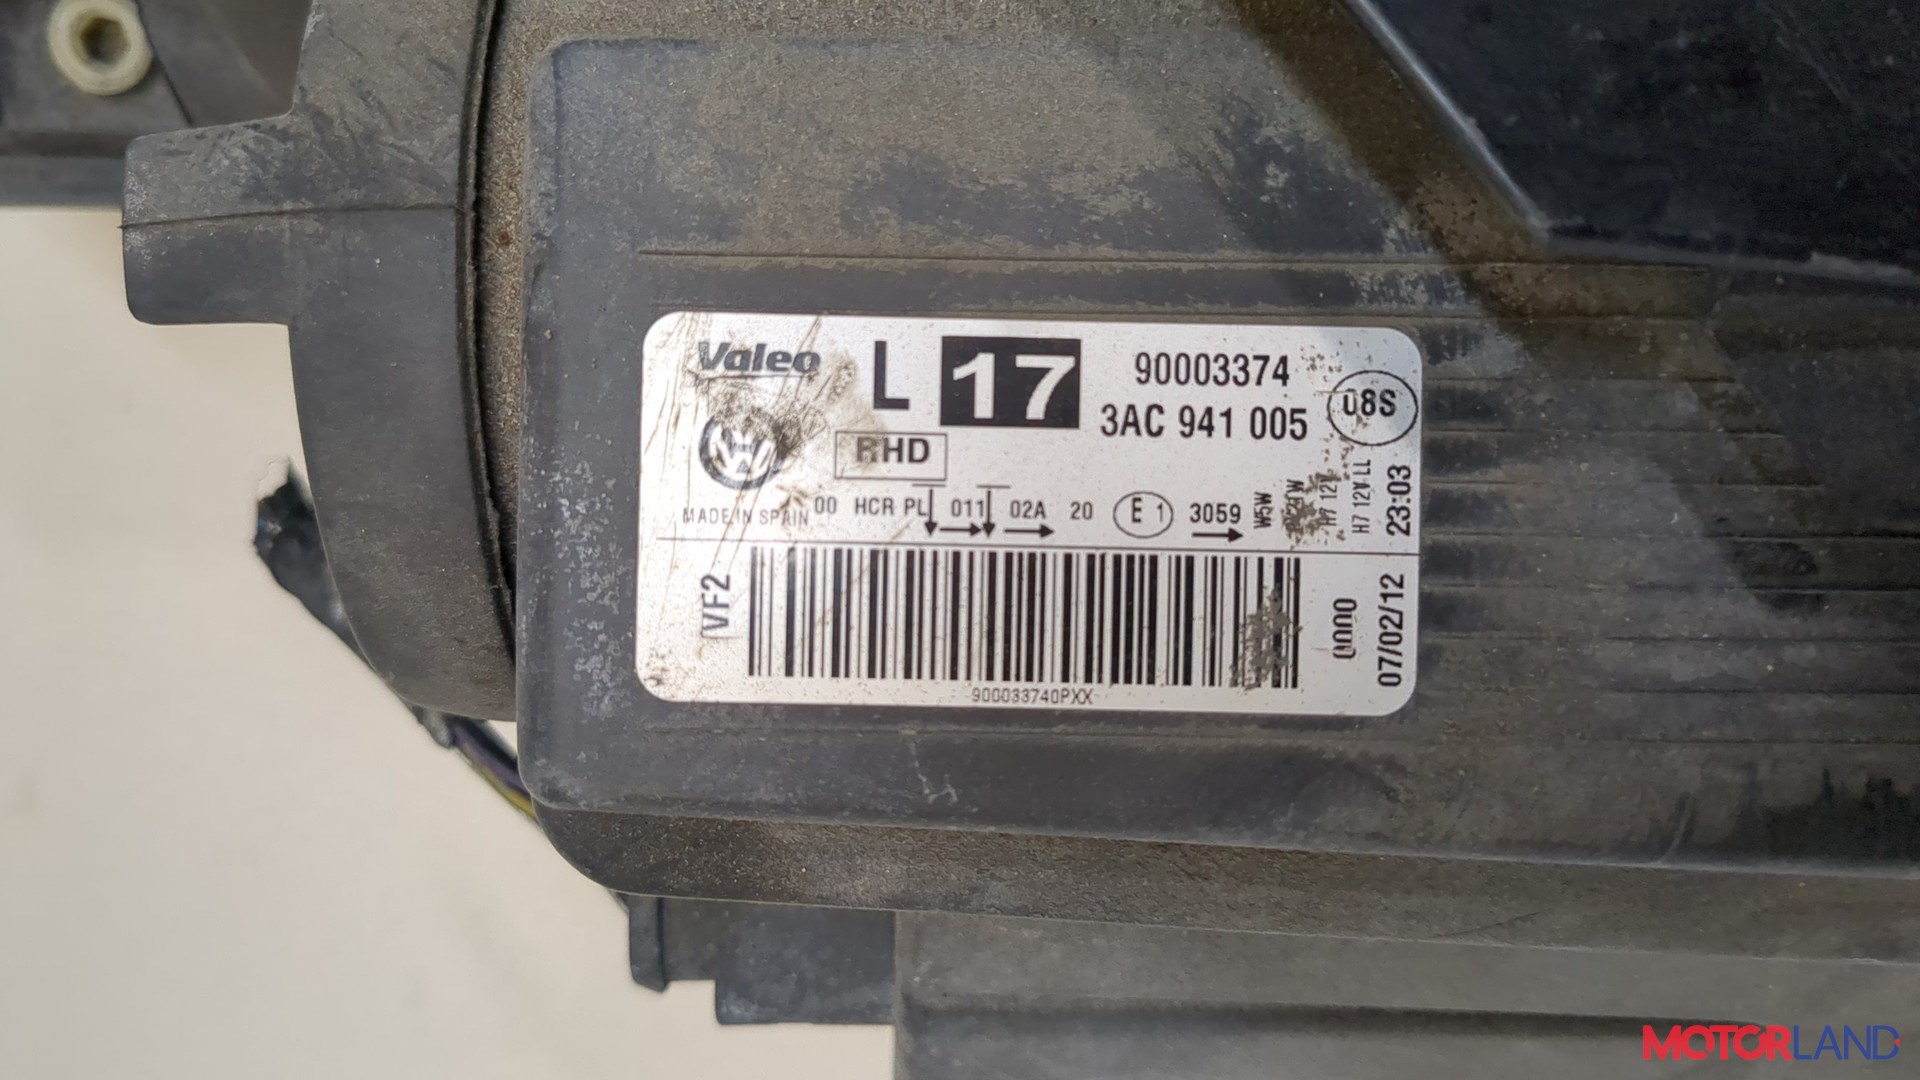 Valeo L 17 90003374
3AC 941 005 08S
RHD
MADE IN SPAIN 00 HCR PL 011 02A 20 E 1 3059
W5W
H7 12V
H7 12V LL
23:03
VF2
0000
07/02/12
900033740PXX
MOTORLAND